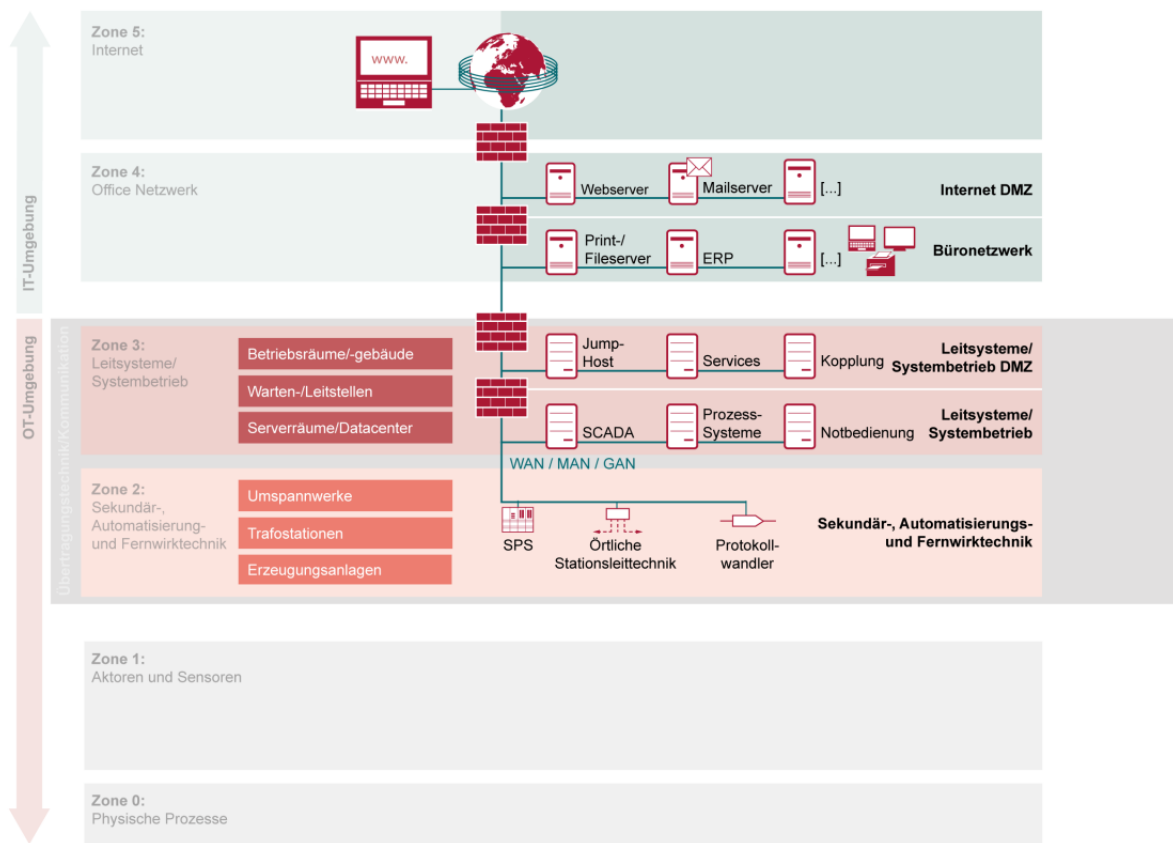 Zone 5:
Internet
www.
Zone 4:
Office Netzwerk
Webserver
Mailserver
[...]
Internet DMZ
Print-/
Fileserver
ERP
[...]
Büronetzwerk
IT-Umgebung
OT-Umgebung
Übertragungstechnik/Kommunikation
Zone 3:
Leitsysteme/
Systembetrieb
Betriebsräume/-gebäude
Warten-/Leitstellen
Serverräume/Datacenter
Jump-
Host
Services
Kopplung
Leitsysteme/
Systembetrieb DMZ
SCADA
Prozess-
Systeme
Notbedienung
Leitsysteme/
Systembetrieb
WAN / MAN / GAN
Zone 2:
Sekundär-,
Automatisierung-
und Fernwirktechnik
Umspannwerke
Trafostationen
Erzeugungsanlagen
SPS
Örtliche
Stationsleittechnik
Protokoll-
wandler
Sekundär-, Automatisierungs-
und Fernwirktechnik
Zone 1:
Aktoren und Sensoren
Zone 0:
Physische Prozesse